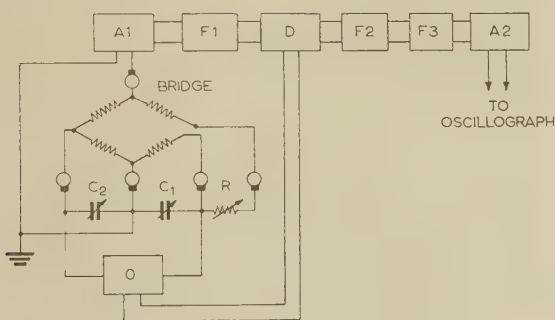 A1 F1 D F2 F3 A2
BRIDGE
TO
OSCILLOGRAPH
C2 C1 R
O